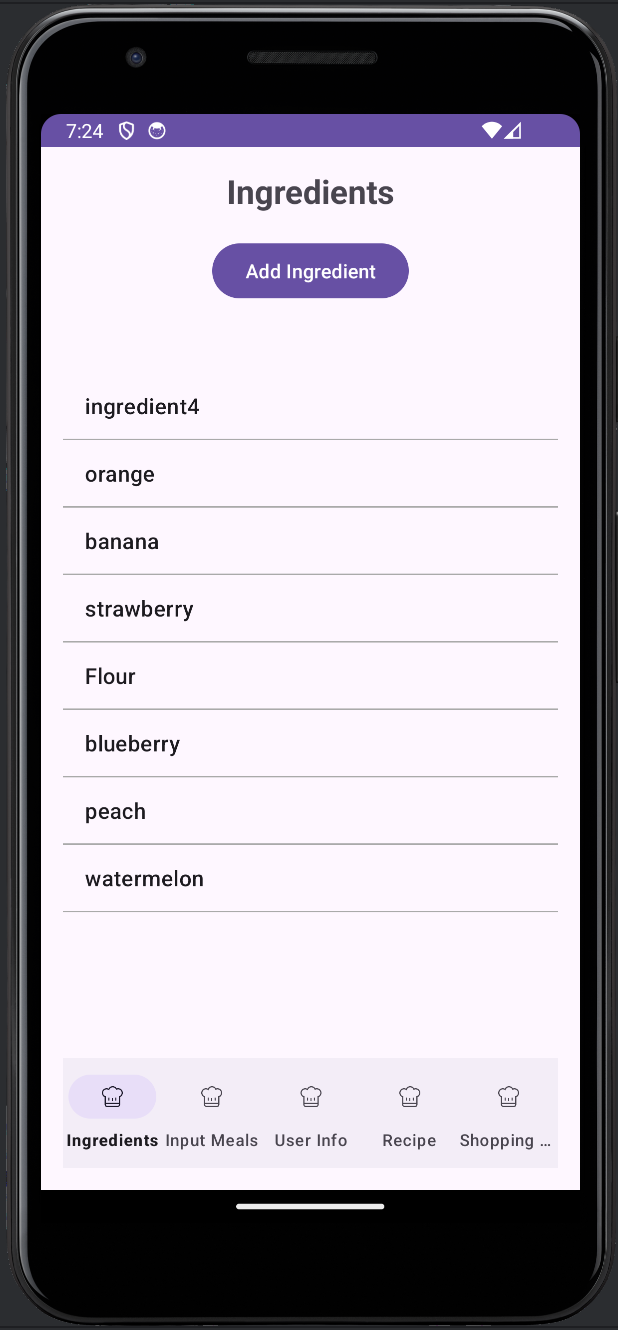 7:24
Ingredients
Add Ingredient
ingredient4
orange
banana
strawberry
Flour
blueberry
peach
watermelon
Ingredients Input Meals User Info Recipe Shopping ...